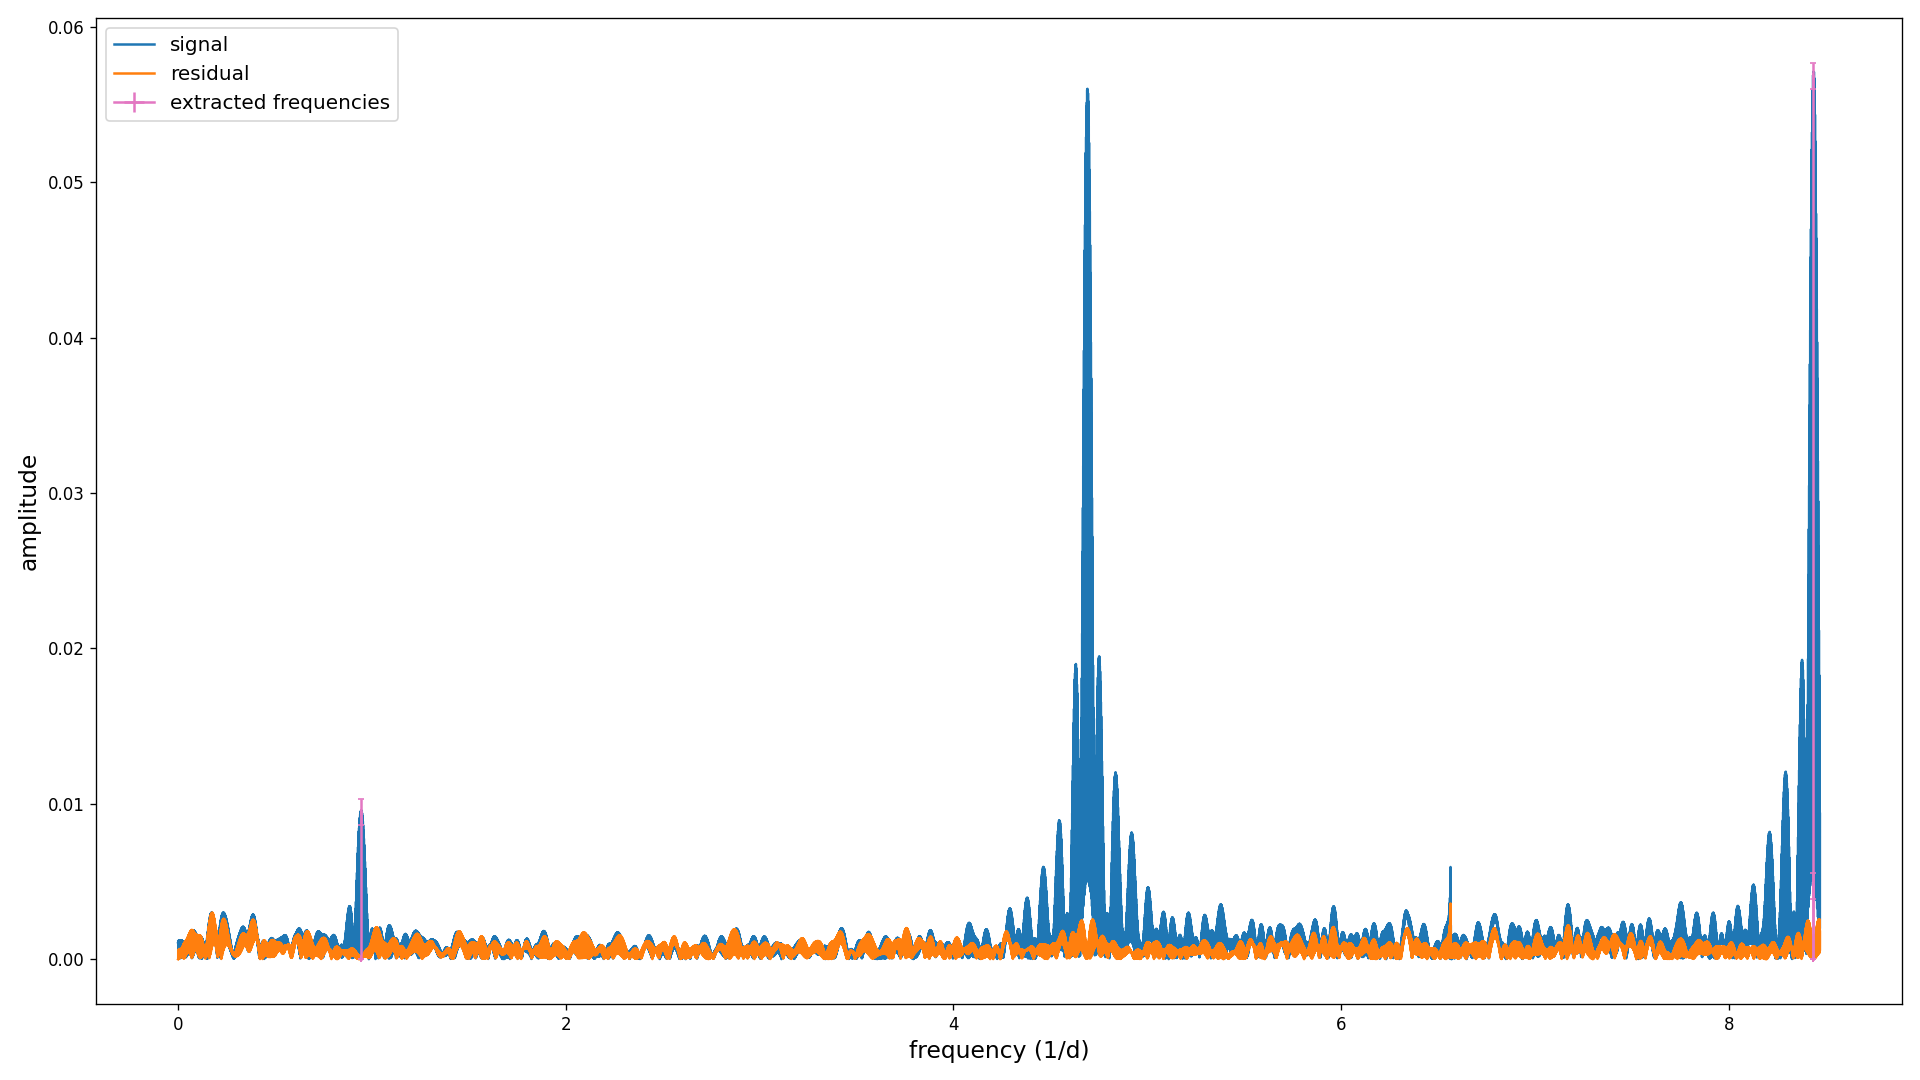 0.06
0.05
0.04
0.03
0.02
0.01
0.00
amplitude
signal
residual
extracted frequencies
0
2
4
6
8
frequency (1/d)